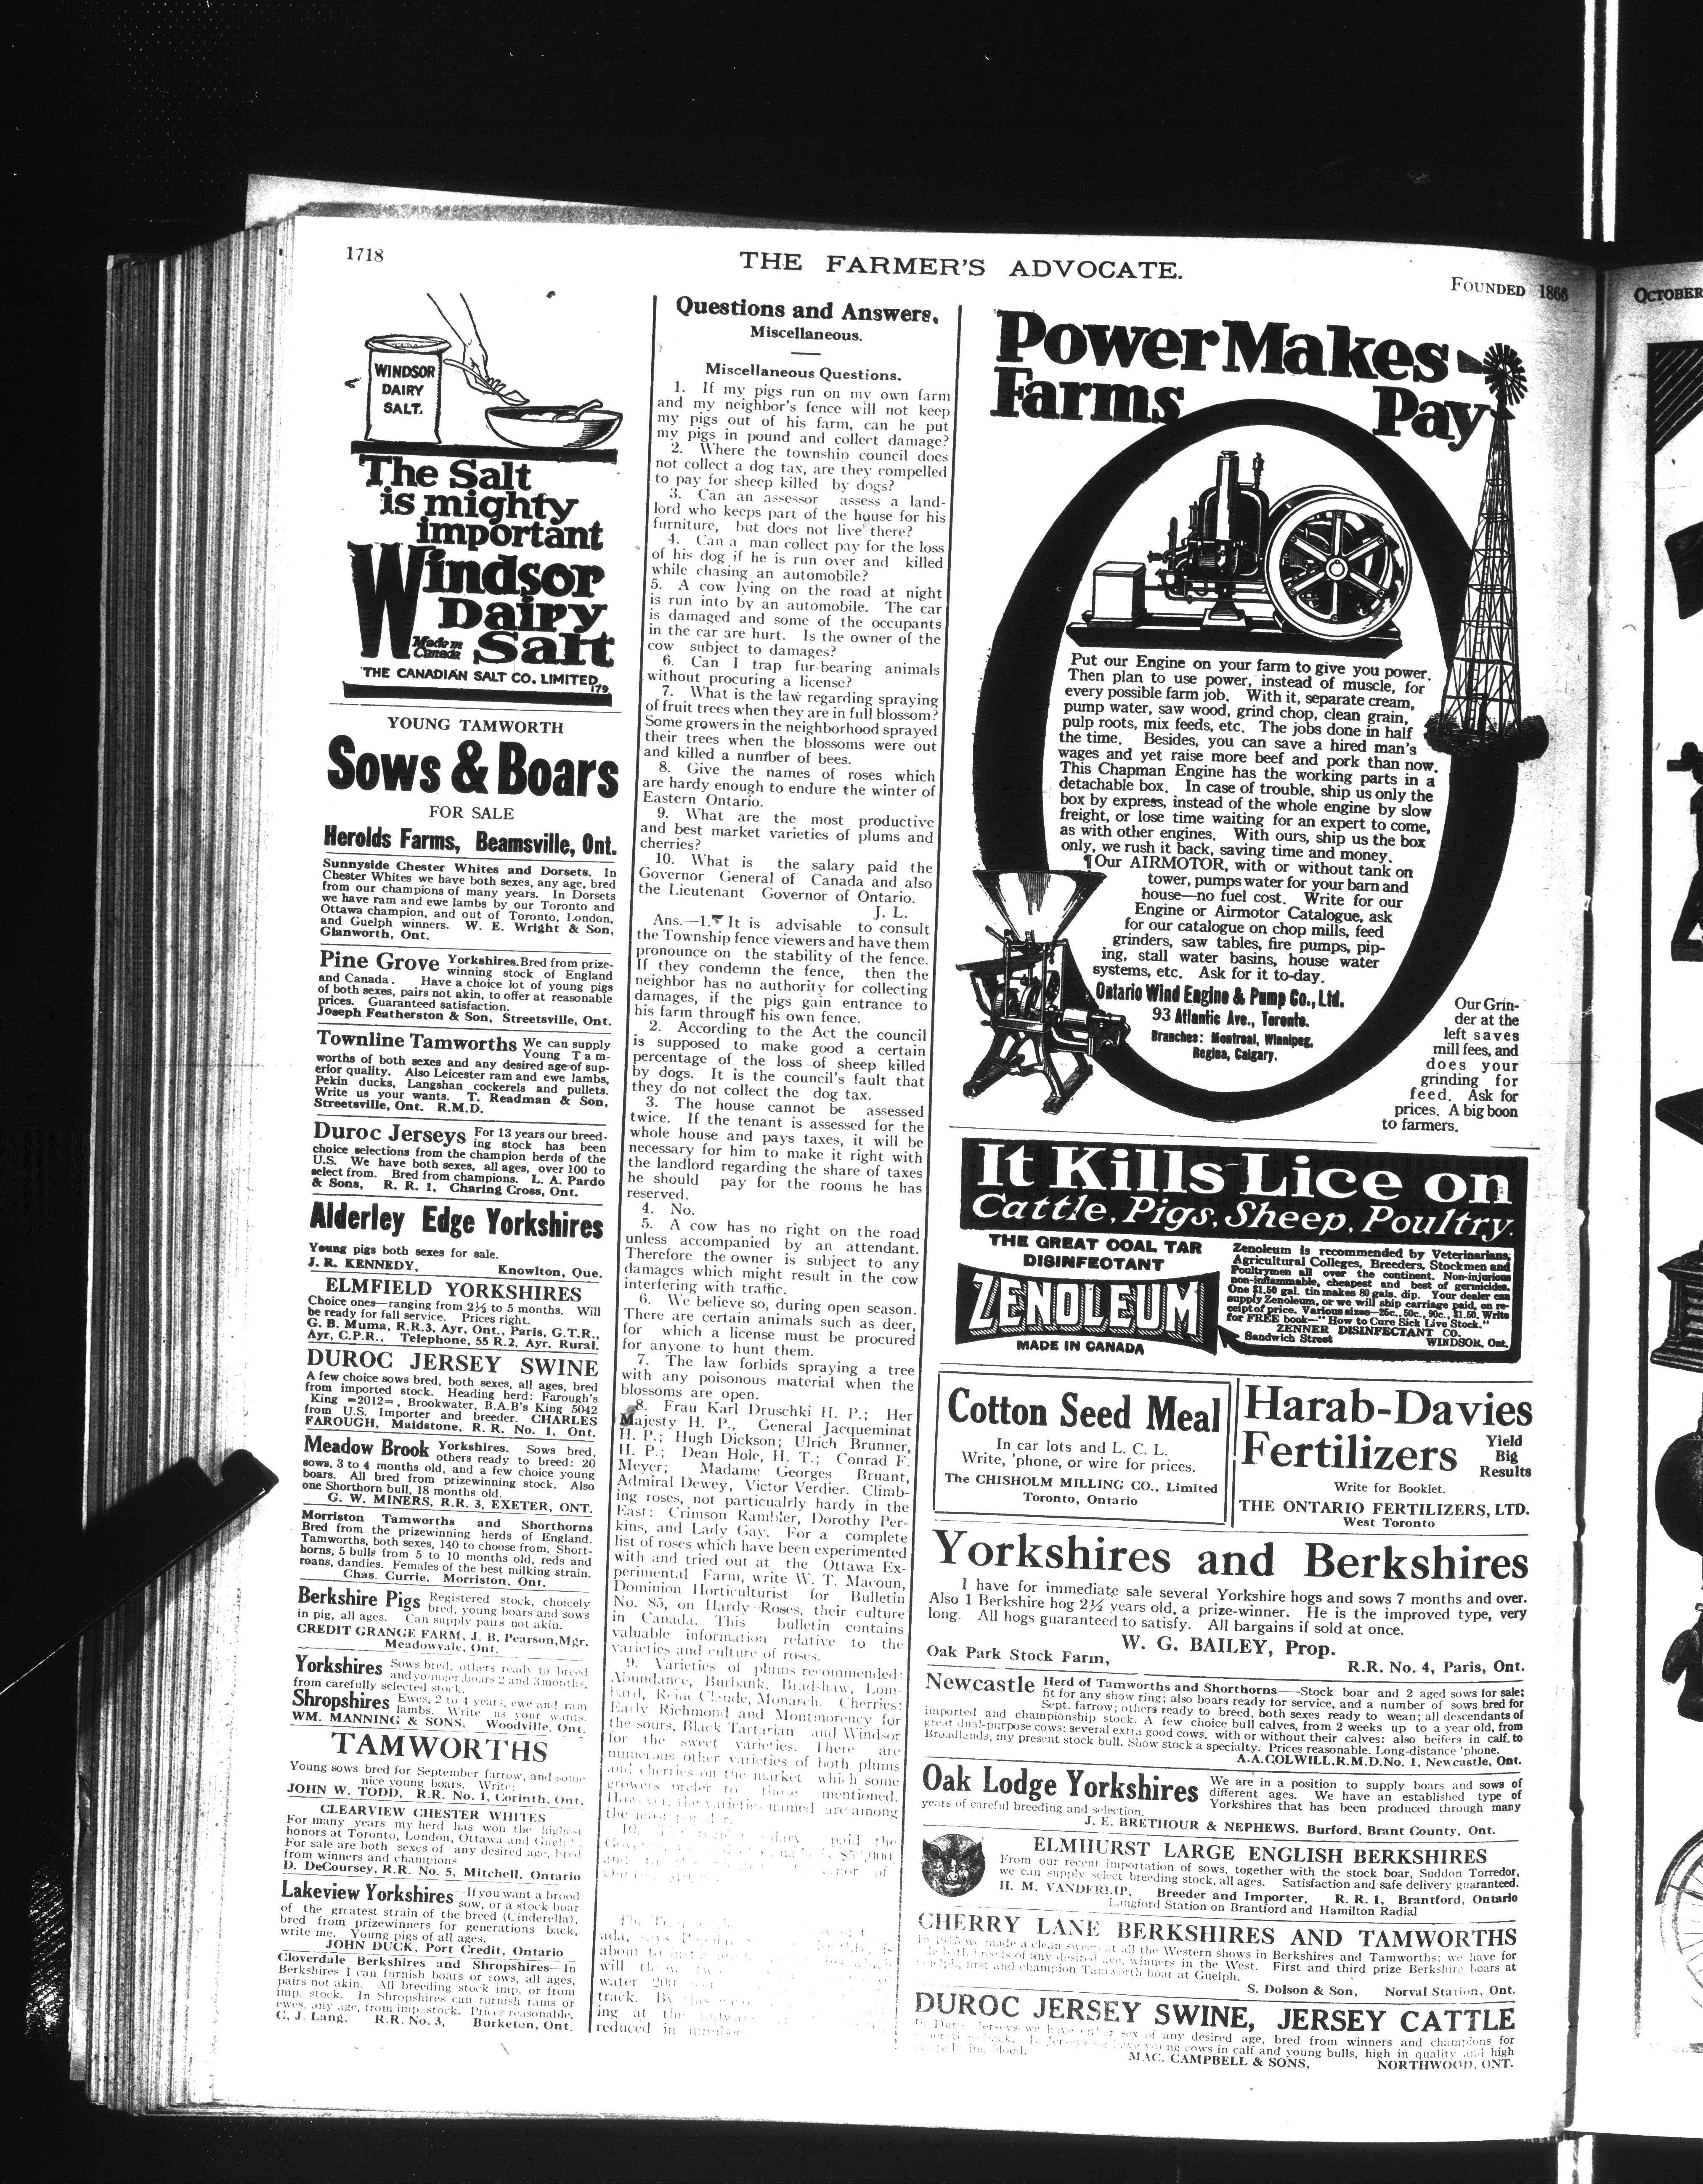 1718
THE FARMER'S ADVOCATE.
FOUNDED 1866
WINDSOR
DAIRY
SALT.
The Salt
is mighty
important
Windsor
Dairy
Made in
Canada
Salt
THE CANADIAN SALT CO. LIMITED
179
YOUNG TAMWORTH
Sows & Boars
FOR SALE
Herolds Farms, Beamsville, Ont.
Sunnyside Chester Whites and Dorsets. In
Chester Whites we have both sexes, any age, bred
from our champions of many years. In Dorsets
we have ram and ewe lambs by our Toronto and
Ottawa champion, and out of Toronto, London,
and Guelph winners. W. E. Wright & Son,
Glanworth, Ont.
Pine Grove Yorkshires. Bred from prize-
winning stock of England
and Canada. Have a choice lot of young pigs
of both sexes, pairs not akin, to offer at reasonable
prices. Guaranteed satisfaction.
Joseph Featherston & Son, Streetsville, Ont.
Townline Tamworths We can supply
Young Tam-
worths of both sexes and any desired age of sup-
erior quality. Also Leicester ram and ewe lambs,
Pekin ducks, Langshan cockerels and pullets.
Write us your wants. T. Readman & Son,
Streetsville, Ont. R.M.D.
Duroc Jerseys For 13 years our breed-
ing stock has been
choice selections from the champion herds of the
U.S. We have both sexes, all ages, over 100 to
select from. Bred from champions. L. A. Pardo
& Sons, R. R. 1, Charing Cross, Ont.
Alderley Edge Yorkshires
Young pigs both sexes for sale.
J. R. KENNEDY, Knowlton, Que.
ELMFIELD YORKSHIRES
Choice ones—ranging from 2½ to 5 months. Will
be ready for fall service. Prices right.
G. B. Muma, R.R.3, Ayr, Ont., Paris, G.T.R.,
Ayr, C.P.R., Telephone, 55 R.2, Ayr. Rural.
DUROC JERSEY SWINE
A few choice sows bred, both sexes, all ages, bred
from imported stock. Heading herd: Farough's
King =2012=, Brookwater, B.A.B's King 5042
from U.S. Importer and breeder. CHARLES
FAROUGH, Maidstone, R. R. No. 1, Ont.
Meadow Brook Yorkshires. Sows bred,
others ready to breed: 20
sows, 3 to 4 months old, and a few choice young
boars. All bred from prizewinning stock. Also
one Shorthorn bull, 18 months old.
G. W. MINERS, R.R. 3, EXETER, ONT.
Morriston Tamworths and Shorthorns
Bred from the prizewinning herds of England.
Tamworths, both sexes, 140 to choose from. Short-
horns, 5 bulls from 5 to 10 months old, reds and
roans, dandies. Females of the best milking strain.
Chas. Currie, Morriston, Ont.
Berkshire Pigs Registered stock, choicely
bred, young boars and sows
in pig, all ages. Can supply pairs not akin.
CREDIT GRANGE FARM, J. B. Pearson, Mgr.
Meadowvale, Ont.
Yorkshires Sows bred, others ready to breed
and younger; boars 2 and 3 months,
from carefully selected stock.
Shropshires Ewes, 2 to 4 years, ewe and ram
lambs. Write us your wants.
WM. MANNING & SONS, Woodville, Ont.
TAMWORTHS
Young sows bred for September farrow, and some
nice young boars. Write:
JOHN W. TODD, R.R. No. 1, Corinth, Ont.
CLEARVIEW CHESTER WHITES
For many years my herd has won the highest
honors at Toronto, London, Ottawa and Guelph.
For sale are both sexes of any desired age, bred
from winners and champions
D. DeCoursey, R.R. No. 5, Mitchell, Ontario
Lakeview Yorkshires—If you want a brood
sow, or a stock boar
of the greatest strain of the breed (Cinderella),
bred from prizewinners for generations back,
write me. Young pigs of all ages.
JOHN DUCK, Port Credit, Ontario
Cloverdale Berkshires and Shropshires—In
Berkshires I can furnish boars or sows, all ages,
pairs not akin. All breeding stock imp. or from
imp. stock. In Shropshires can furnish rams or
ewes, any age, from imp. stock. Prices reasonable.
C. J. Lang, R.R. No. 3, Burketon, Ont.
Questions and Answers.
Miscellaneous.
Miscellaneous Questions.
1. If my pigs run on my own farm
and my neighbor's fence will not keep
my pigs out of his farm, can he put
my pigs in pound and collect damage?
2. Where the township council does
not collect a dog tax, are they compelled
to pay for sheep killed by dogs?
3. Can an assessor assess a land-
lord who keeps part of the house for his
furniture, but does not live there?
4. Can a man collect pay for the loss
of his dog if he is run over and killed
while chasing an automobile?
5. A cow lying on the road at night
is run into by an automobile. The car
is damaged and some of the occupants
in the car are hurt. Is the owner of the
cow subject to damages?
6. Can I trap fur-bearing animals
without procuring a license?
7. What is the law regarding spraying
of fruit trees when they are in full blossom?
Some growers in the neighborhood sprayed
their trees when the blossoms were out
and killed a number of bees.
8. Give the names of roses which
are hardy enough to endure the winter of
Eastern Ontario.
9. What are the most productive
and best market varieties of plums and
cherries?
10. What is the salary paid the
Governor General of Canada and also
the Lieutenant Governor of Ontario.
J. L.
Ans.—1. It is advisable to consult
the Township fence viewers and have them
pronounce on the stability of the fence.
If they condemn the fence, then the
neighbor has no authority for collecting
damages, if the pigs gain entrance to
his farm through his own fence.
2. According to the Act the council
is supposed to make good a certain
percentage of the loss of sheep killed
by dogs. It is the council's fault that
they do not collect the dog tax.
3. The house cannot be assessed
twice. If the tenant is assessed for the
whole house and pays taxes, it will be
necessary for him to make it right with
the landlord regarding the share of taxes
he should pay for the rooms he has
reserved.
4. No.
5. A cow has no right on the road
unless accompanied by an attendant.
Therefore the owner is subject to any
damages which might result in the cow
interfering with traffic.
6. We believe so, during open season.
There are certain animals such as deer,
for which a license must be procured
for anyone to hunt them.
7. The law forbids spraying a tree
with any poisonous material when the
blossoms are open.
8. Frau Karl Druschki H. P.; Her
Majesty H. P., General Jacqueminat
H. P.; Hugh Dickson; Ulrich Brunner,
H. P.; Dean Hole, H. T.; Conrad F.
Meyer; Madame Georges Bruant,
Admiral Dewey, Victor Verdier. Climb-
ing roses, not particualrly hardy in the
East: Crimson Rambler, Dorothy Per-
kins, and Lady Gay. For a complete
list of roses which have been experimented
with and tried out at the Ottawa Ex-
perimental Farm, write W. T. Macoun,
Dominion Horticulturist for Bulletin
No. 85, on Hardy Roses, their culture
in Canada. This bulletin contains
valuable information relative to the
varieties and culture of roses.
9. Varieties of plums recommended:
Abundance, Burbank, Bradshaw, Lom-
bard, Reine Claude, Monarch. Cherries:
Early Richmond and Montmorency for
the sours, Black Tartarian and Windsor
for the sweet varieties. There are
numerous other varieties of both plums
and cherries on the market which some
growers prefer to those mentioned.
However, the varieties named are among
the most
10. paid the
$50,000,
and
of
The
ada,
about to
will
water
track. By
ing at the
reduced in number
Power Makes
Farms Pay
Put our Engine on your farm to give you power.
Then plan to use power, instead of muscle, for
every possible farm job. With it, separate cream,
pump water, saw wood, grind chop, clean grain,
pulp roots, mix feeds, etc. The jobs done in half
the time. Besides, you can save a hired man's
wages and yet raise more beef and pork than now.
This Chapman Engine has the working parts in a
detachable box. In case of trouble, ship us only the
box by express, instead of the whole engine by slow
freight, or lose time waiting for an expert to come,
as with other engines. With ours, ship us the box
only, we rush it back, saving time and money.
¶Our AIRMOTOR, with or without tank on
tower, pumps water for your barn and
house—no fuel cost. Write for our
Engine or Airmotor Catalogue, ask
for our catalogue on chop mills, feed
grinders, saw tables, fire pumps, pip-
ing, stall water basins, house water
systems, etc. Ask for it to-day.
Ontario Wind Engine & Pump Co., Ltd.
93 Atlantic Ave., Toronto.
Branches: Montreal, Winnipeg,
Regina, Calgary.
Our Grin-
der at the
left saves
mill fees, and
does your
grinding for
feed. Ask for
prices. A big boon
to farmers.
It Kills Lice on
Cattle, Pigs, Sheep, Poultry.
THE GREAT COAL TAR
DISINFECTANT
ZENOLEUM
MADE IN CANADA
Zenoleum is recommended by Veterinarians,
Agricultural Colleges, Breeders, Stockmen and
Poultrymen all over the continent. Non-injurious
non-inflammable, cheapest and best of germicides.
One $1.50 gal. tin makes 80 gals. dip. Your dealer can
supply Zenoleum, or we will ship carriage paid, on re-
ceipt of price. Various sizes—25c., 50c., 90c., $1.50. Write
for FREE book—"How to Cure Sick Live Stock."
ZENNER DISINFECTANT CO.
Sandwich Street WINDSOR, Ont.
Cotton Seed Meal
In car lots and L. C. L.
Write, 'phone, or wire for prices.
The CHISHOLM MILLING CO., Limited
Toronto, Ontario
Harab-Davies
Fertilizers
Yield
Big
Results
Write for Booklet.
THE ONTARIO FERTILIZERS, LTD.
West Toronto
Yorkshires and Berkshires
I have for immediate sale several Yorkshire hogs and sows 7 months and over.
Also 1 Berkshire hog 2½ years old, a prize-winner. He is the improved type, very
long. All hogs guaranteed to satisfy. All bargains if sold at once.
W. G. BAILEY, Prop.
Oak Park Stock Farm, R.R. No. 4, Paris, Ont.
Newcastle Herd of Tamworths and Shorthorns—Stock boar and 2 aged sows for sale;
fit for any show ring; also boars ready for service, and a number of sows bred for
Sept. farrow; others ready to breed, both sexes ready to wean; all descendants of
imported and championship stock. A few choice bull calves, from 2 weeks up to a year old, from
great dual-purpose cows: several extra good cows, with or without their calves: also heifers in calf, to
Broadlands, my present stock bull. Show stock a specialty. Prices reasonable. Long-distance 'phone.
A.A.COLWILL,R.M.D.No. 1, Newcastle, Ont.
Oak Lodge Yorkshires We are in a position to supply boars and sows of
different ages. We have an established type of
Yorkshires that has been produced through many
years of careful breeding and selection.
J. E. BRETHOUR & NEPHEWS. Burford, Brant County, Ont.
ELMHURST LARGE ENGLISH BERKSHIRES
From our recent importation of sows, together with the stock boar, Suddon Torredor,
we can supply select breeding stock, all ages. Satisfaction and safe delivery guaranteed.
H. M. VANDERLIP, Breeder and Importer, R. R. 1, Brantford, Ontario
Langford Station on Brantford and Hamilton Radial
CHERRY LANE BERKSHIRES AND TAMWORTHS
In 1915 we made a clean sweep at all the Western shows in Berkshires and Tamworths; we have for
sale both breeds of any desired age, winners in the West. First and third prize Berkshire boars at
Guelph, first and champion Tamworth boar at Guelph.
S. Dolson & Son, Norval Station, Ont.
DUROC JERSEY SWINE, JERSEY CATTLE
In Duroc Jerseys we have either sex of any desired age, bred from winners and champions for
young cows in calf and young bulls, high in quality and high
blood.
MAC. CAMPBELL & SONS, NORTHWOOD, ONT.
OCTOBER